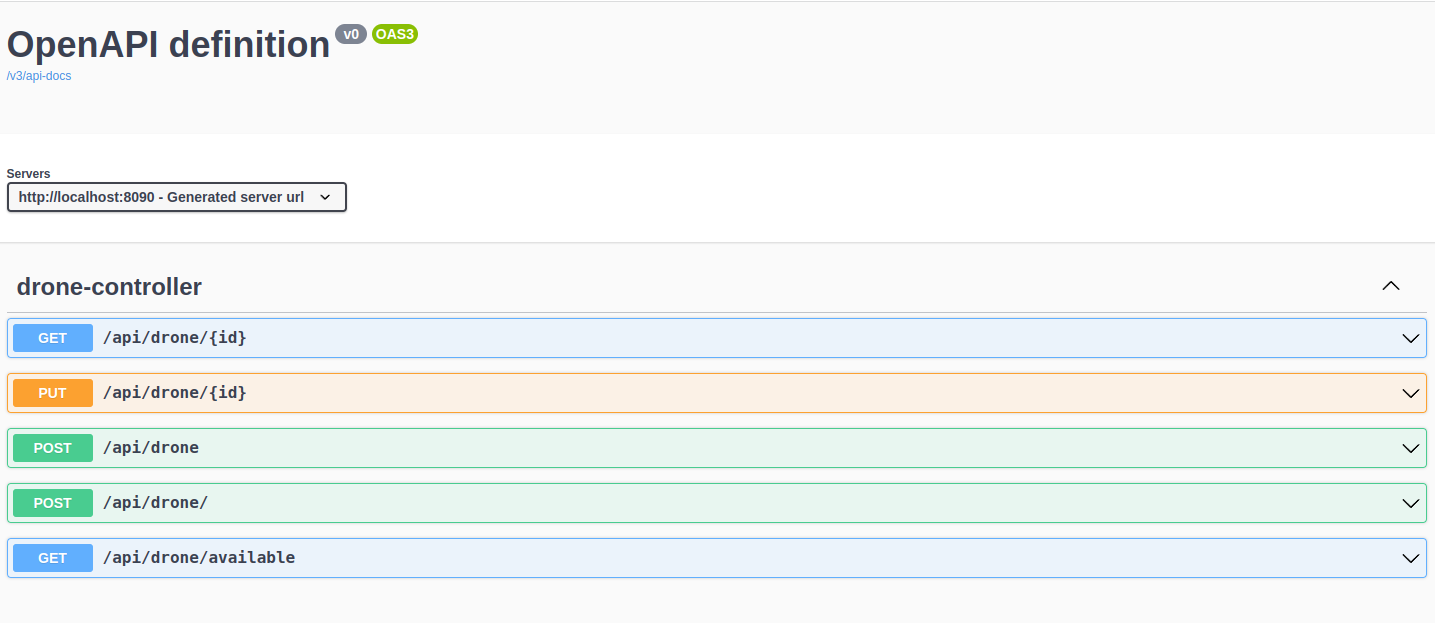 OpenAPI definition v0 OAS3
/v3/api-docs
Servers
http://localhost:8090 - Generated server url
drone-controller
GET /api/drone/{id}
PUT /api/drone/{id}
POST /api/drone
POST /api/drone/
GET /api/drone/available